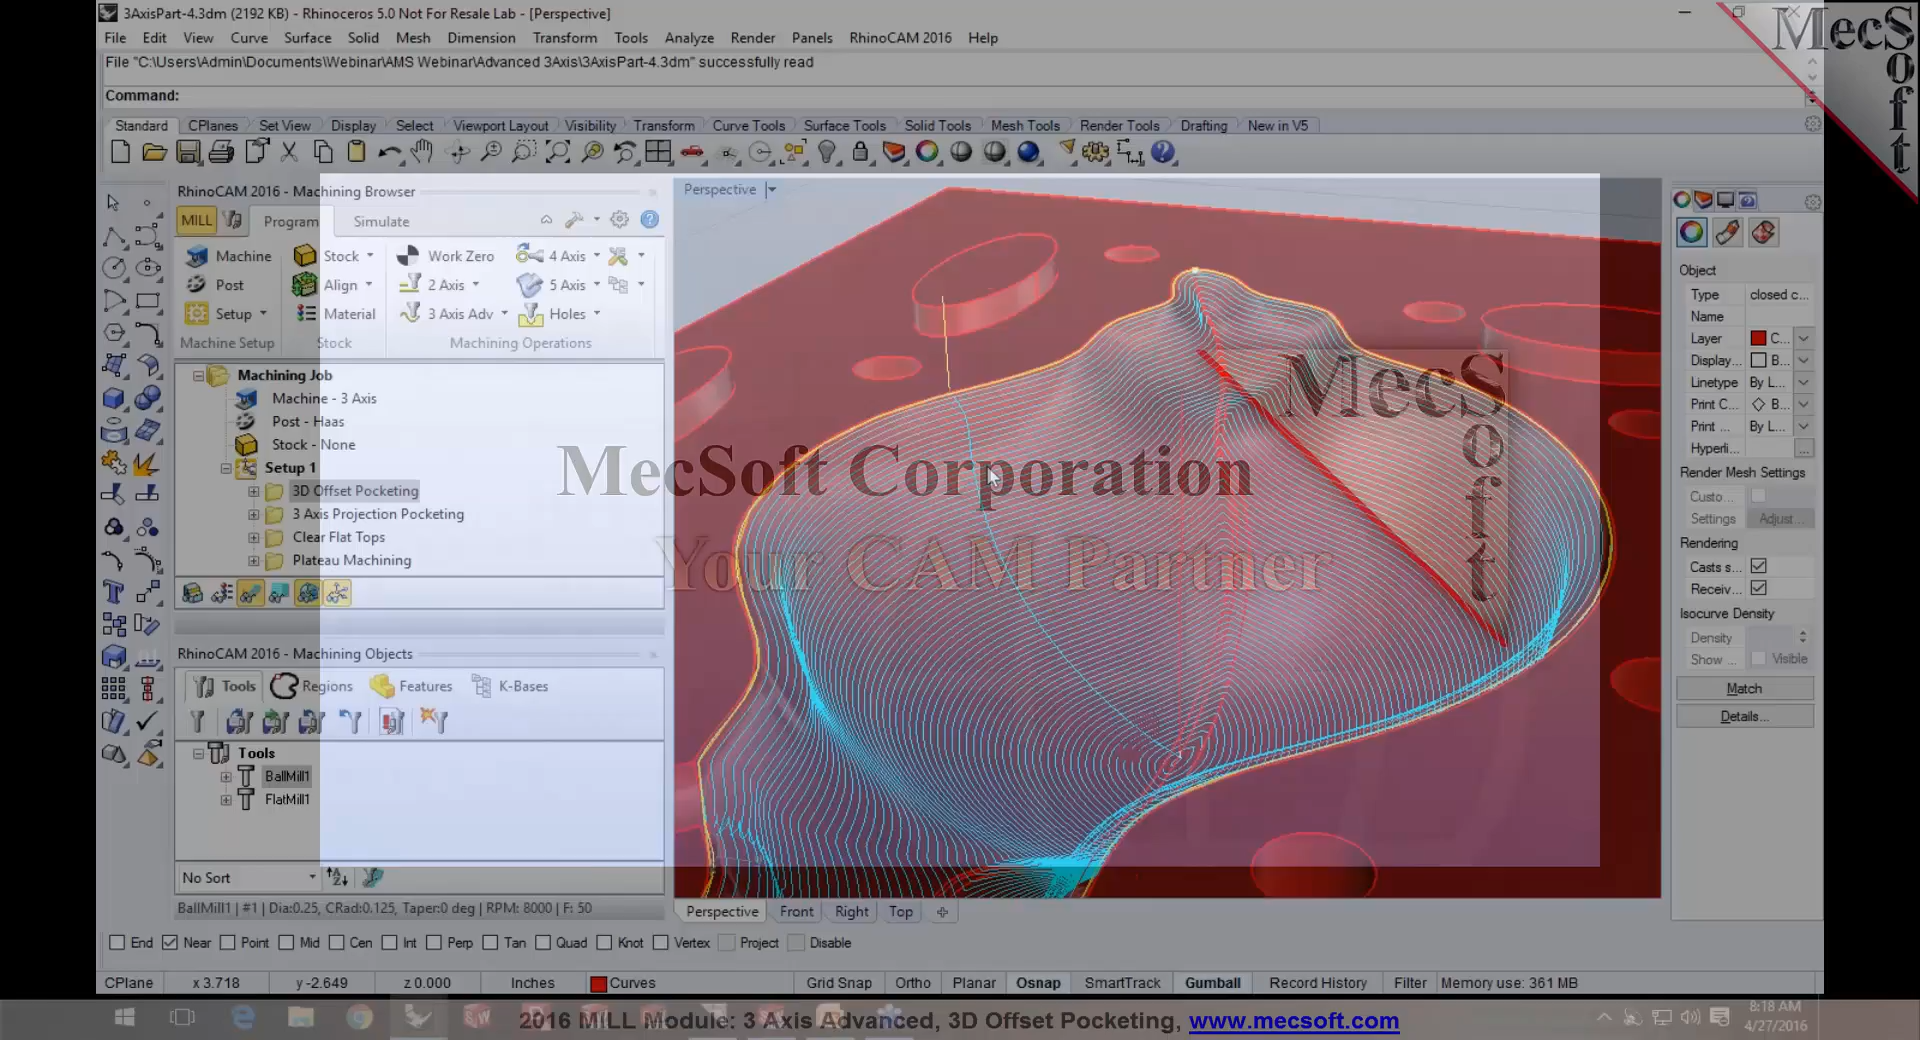 3AxisPart-4.3dm (2192 KB) - Rhinoceros 5.0 Not For Resale Lab - [Perspective]
File Edit View Curve Surface Solid Mesh Dimension Transform Tools Analyze Render Panels RhinoCAM 2016 Help
File "C:\Users\Admin\Documents\Webinar\AMS Webinar\Advanced 3Axis\3AxisPart-4.3dm" successfully read
Command:
Standard CPlanes Set View Display Select Viewport Layout Visibility Transform Curve Tools Surface Tools Solid Tools Mesh Tools Render Tools Drafting New in V5
MecSoft
RhinoCAM 2016 - Machining Browser
MILL Program Simulate
Machine Stock Work Zero 4 Axis
Post Align 2 Axis 5 Axis
Setup Material 3 Axis Adv Holes
Machine Setup Stock Machining Operations
Machining Job
Machine - 3 Axis
Post - Haas
Stock - None
Setup 1
3D Offset Pocketing
3 Axis Projection Pocketing
Clear Flat Tops
Plateau Machining
RhinoCAM 2016 - Machining Objects
Tools Regions Features K-Bases
Tools
BallMill1
FlatMill1
No Sort
BallMill1 | #1 | Dia:0.25, CRad:0.125, Taper:0 deg | RPM: 8000 | F: 50
Perspective
MecSoft
MecSoft Corporation
Your CAM Partner
Perspective Front Right Top
Object
Type closed c...
Name
Layer C...
Display... B...
Linetype By L...
Print C... B...
Print ... By L...
Hyperli... ...
Render Mesh Settings
Custo...
Settings Adjust...
Rendering
Casts s...
Receiv...
Isocurve Density
Density
Show ... Visible
Match
Details...
End Near Point Mid Cen Int Perp Tan Quad Knot Vertex Project Disable
CPlane x 3.718 y -2.649 z 0.000 Inches Curves Grid Snap Ortho Planar Osnap SmartTrack Gumball Record History Filter Memory use: 361 MB
2016 MILL Module: 3 Axis Advanced, 3D Offset Pocketing, www.mecsoft.com
8:18 AM
4/27/2016